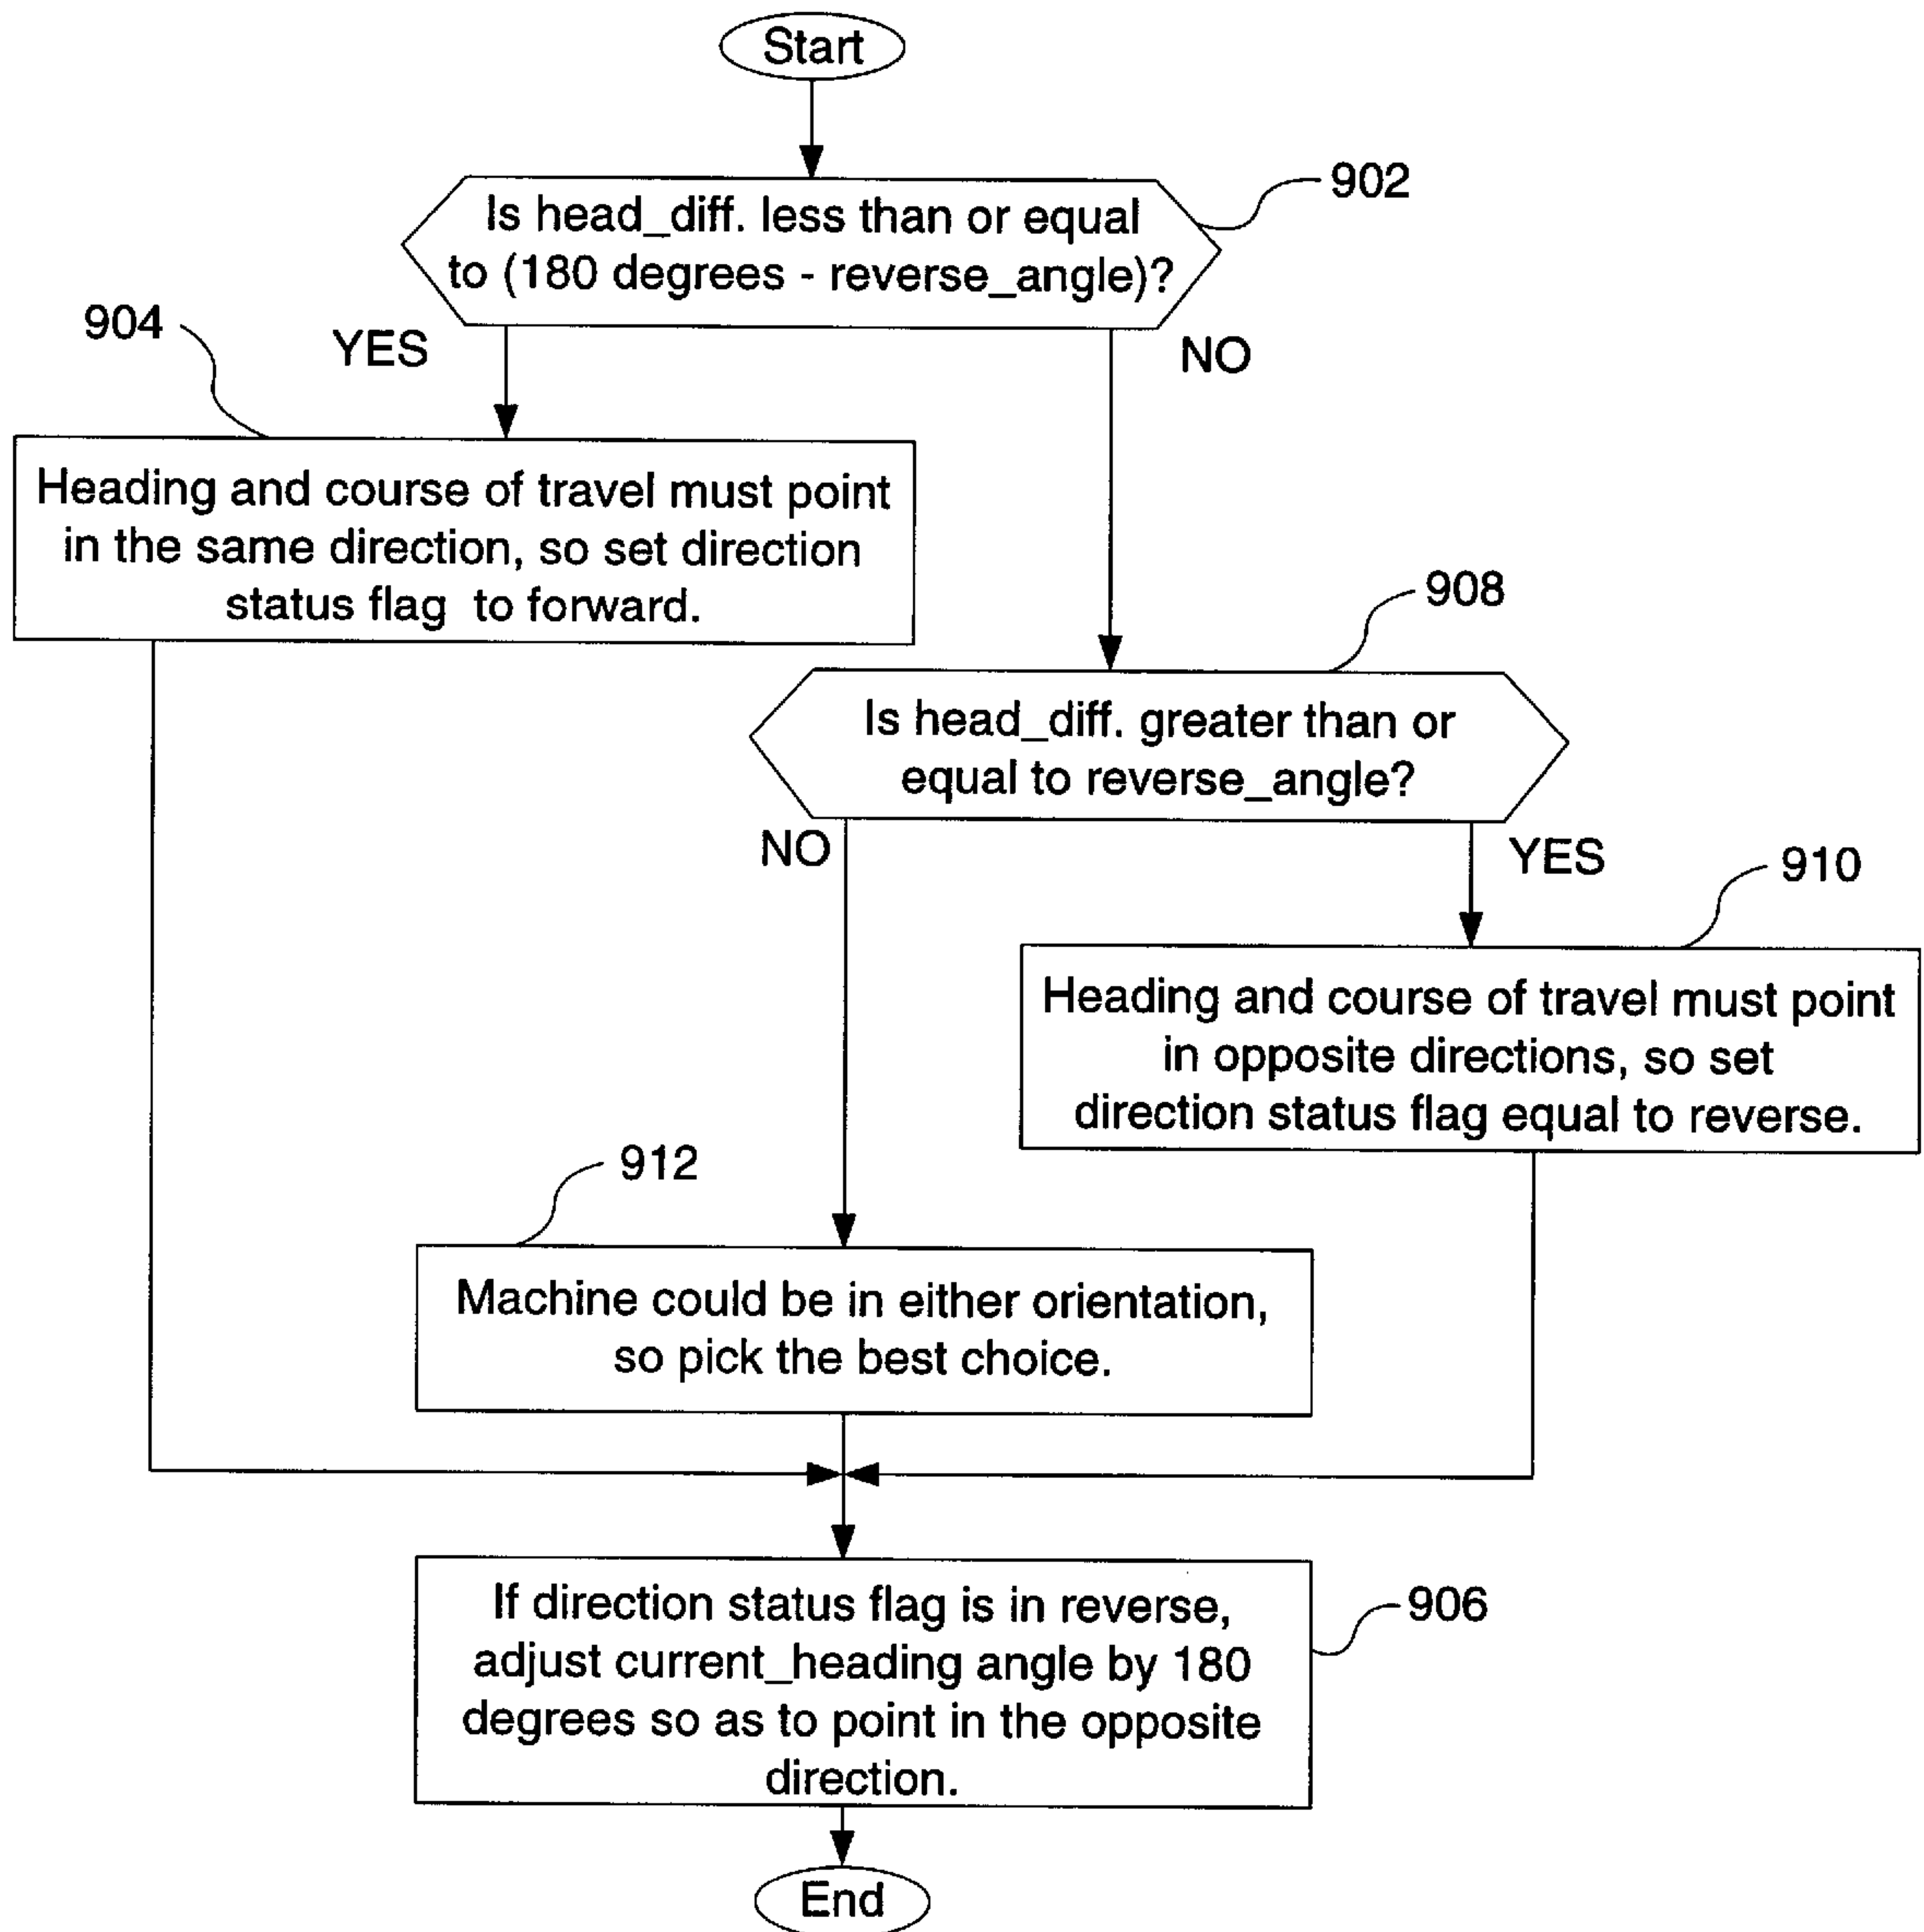 Start
902
Is head_diff. less than or equal
to (180 degrees - reverse_angle)?
904
YES
NO
Heading and course of travel must point
in the same direction, so set direction
status flag to forward.
908
Is head_diff. greater than or
equal to reverse_angle?
NO
YES
910
Heading and course of travel must point
in opposite directions, so set
direction status flag equal to reverse.
912
Machine could be in either orientation,
so pick the best choice.
906
If direction status flag is in reverse,
adjust current_heading angle by 180
degrees so as to point in the opposite
direction.
End